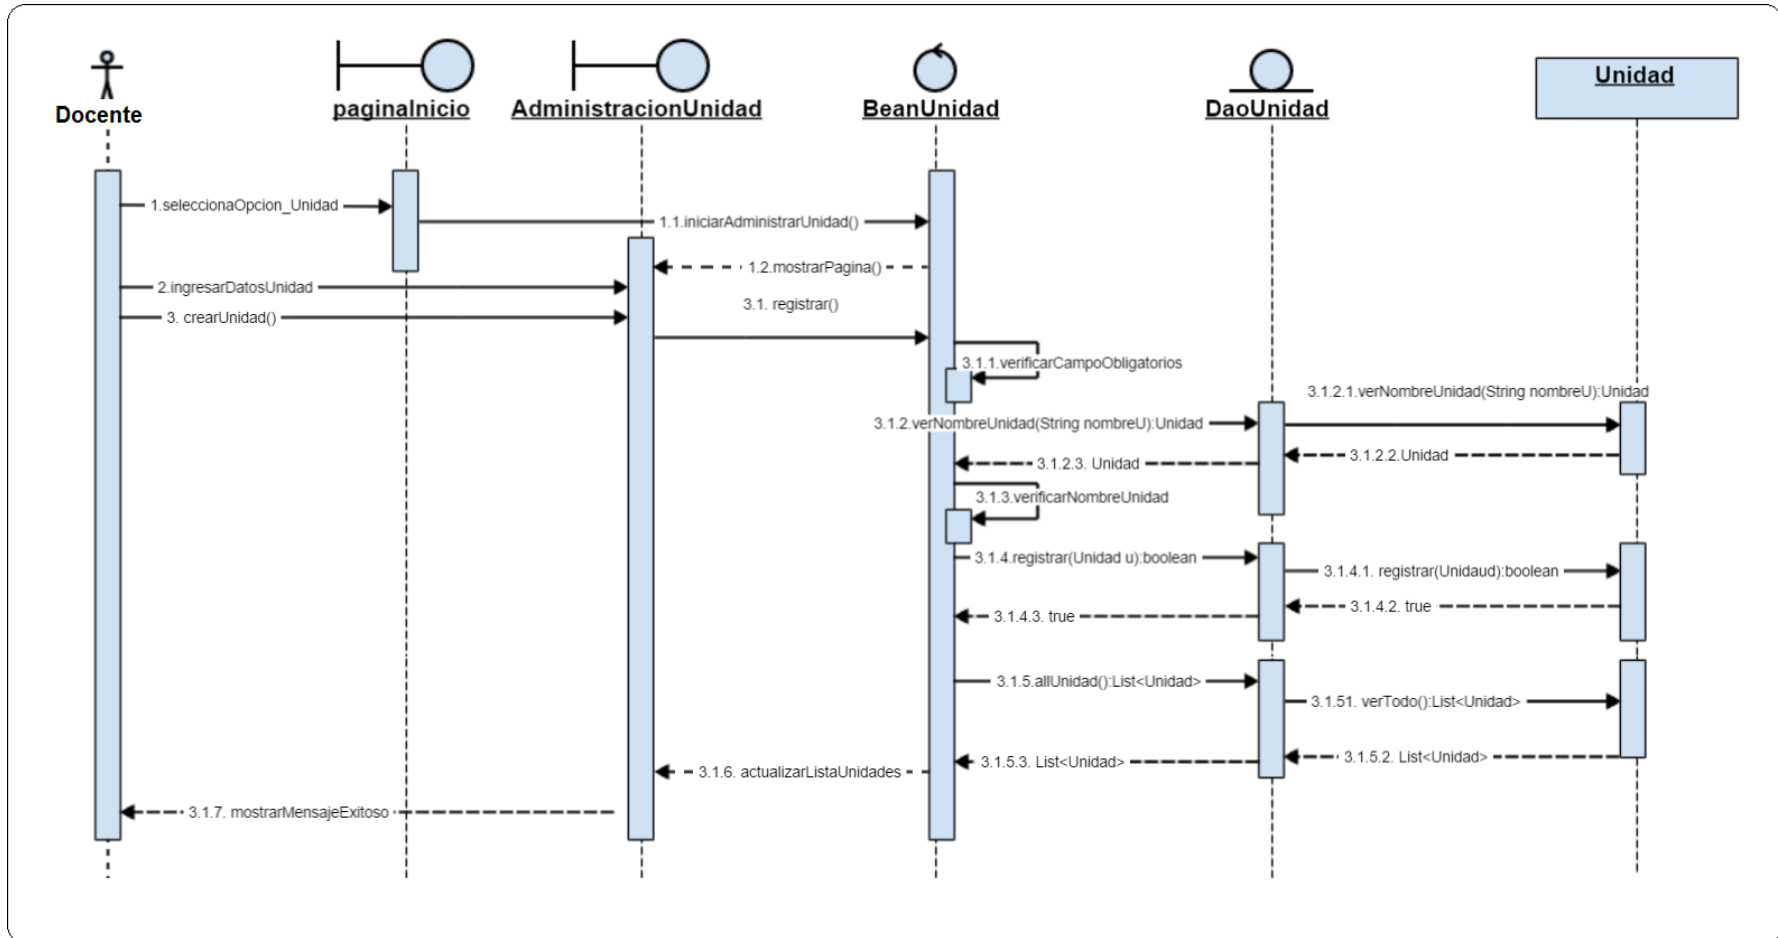 Docente
paginaInicio
AdministracionUnidad
BeanUnidad
DaoUnidad
Unidad
1.seleccionaOpcion_Unidad
1.1.iniciarAdministrarUnidad()
1.2.mostrarPagina()
2.ingresarDatosUnidad
3.1. registrar()
3. crearUnidad()
3.1.1.verificarCampoObligatorios
3.1.2.1.verNombreUnidad(String nombreU):Unidad
3.1.2.verNombreUnidad(String nombreU):Unidad
3.1.2.2.Unidad
3.1.2.3. Unidad
3.1.3.verificarNombreUnidad
3.1.4.registrar(Unidad u):boolean
3.1.4.1. registrar(Unidaud):boolean
3.1.4.2. true
3.1.4.3. true
3.1.5.allUnidad():List<Unidad>
3.1.51. verTodo():List<Unidad>
3.1.5.2. List<Unidad>
3.1.5.3. List<Unidad>
3.1.6. actualizarListaUnidades
3.1.7. mostrarMensajeExitoso